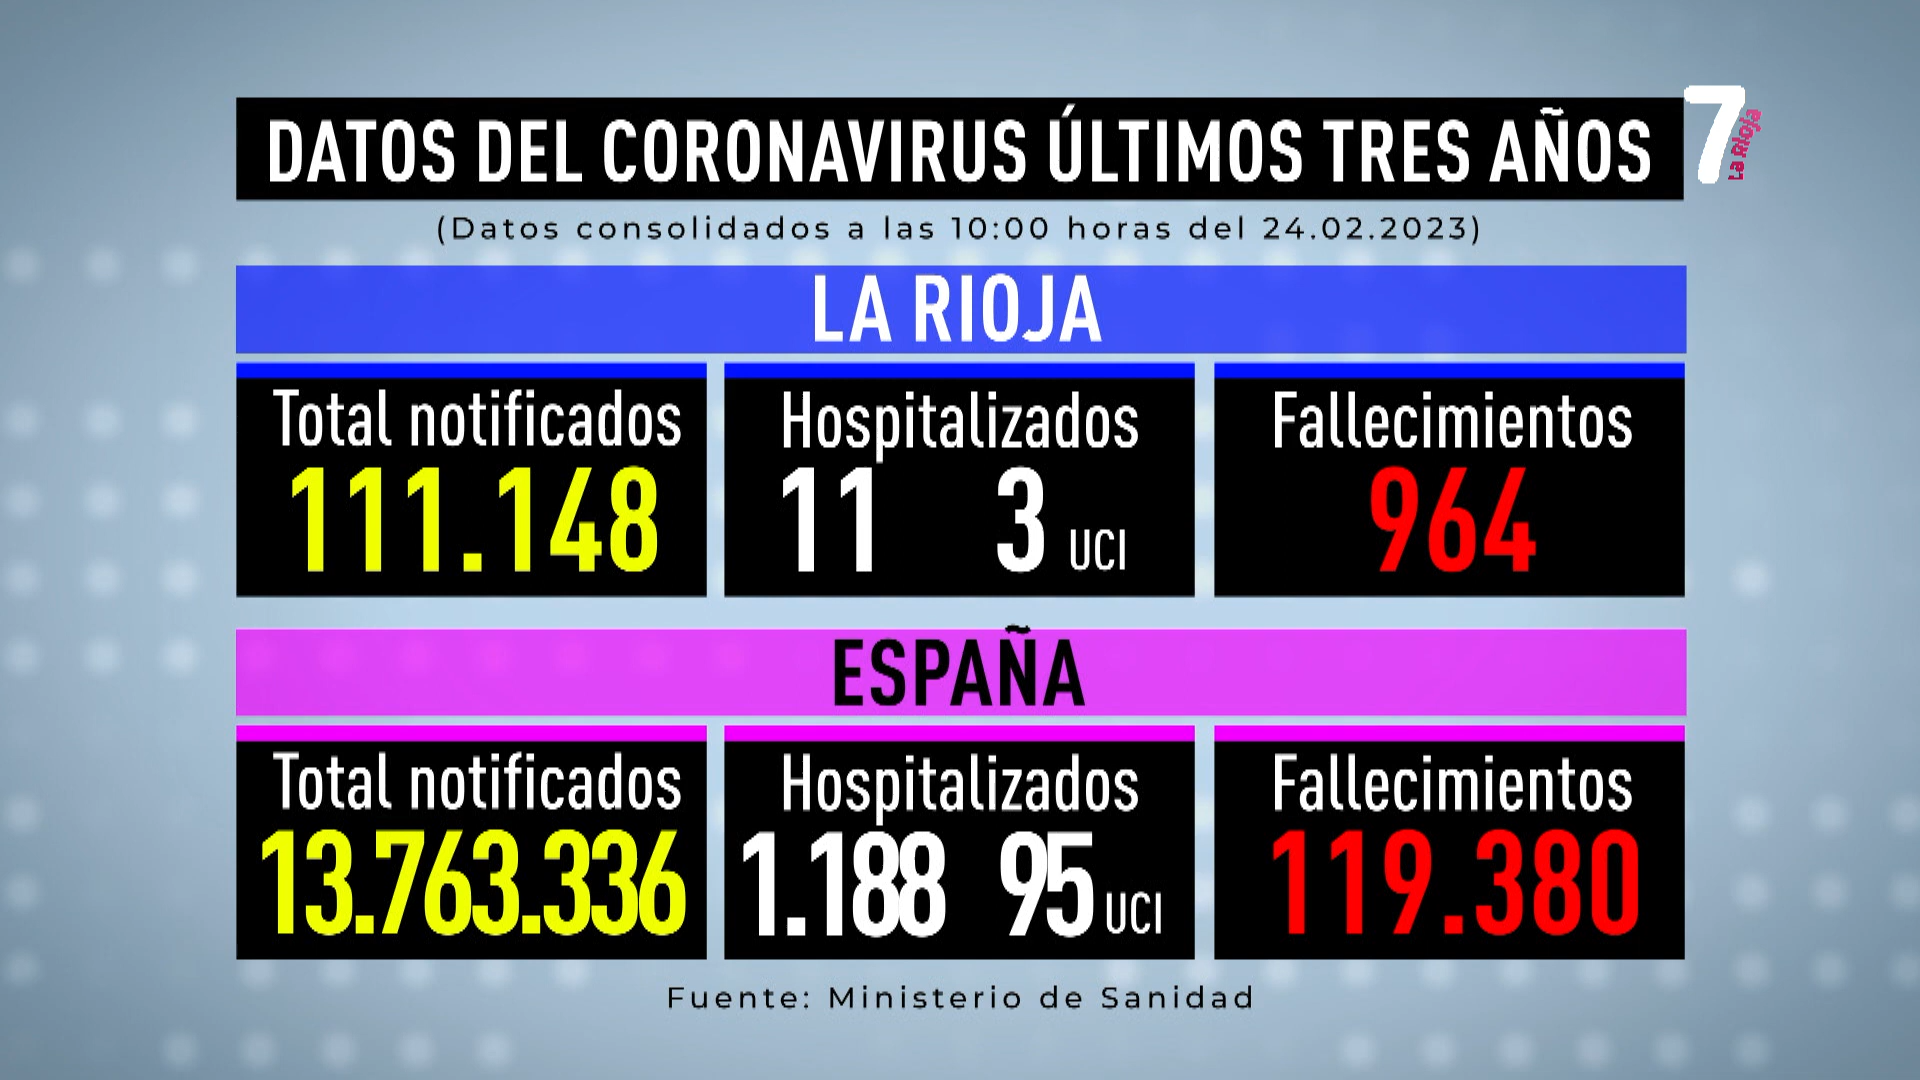 DATOS DEL CORONAVIRUS ÚLTIMOS TRES AÑOS
7 La Rioja
(Datos consolidados a las 10:00 horas del 24.02.2023)
LA RIOJA
Total notificados
111.148
Hospitalizados
11 3 UCI
Fallecimientos
964
ESPAÑA
Total notificados
13.763.336
Hospitalizados
1.188 95 UCI
Fallecimientos
119.380
Fuente: Ministerio de Sanidad